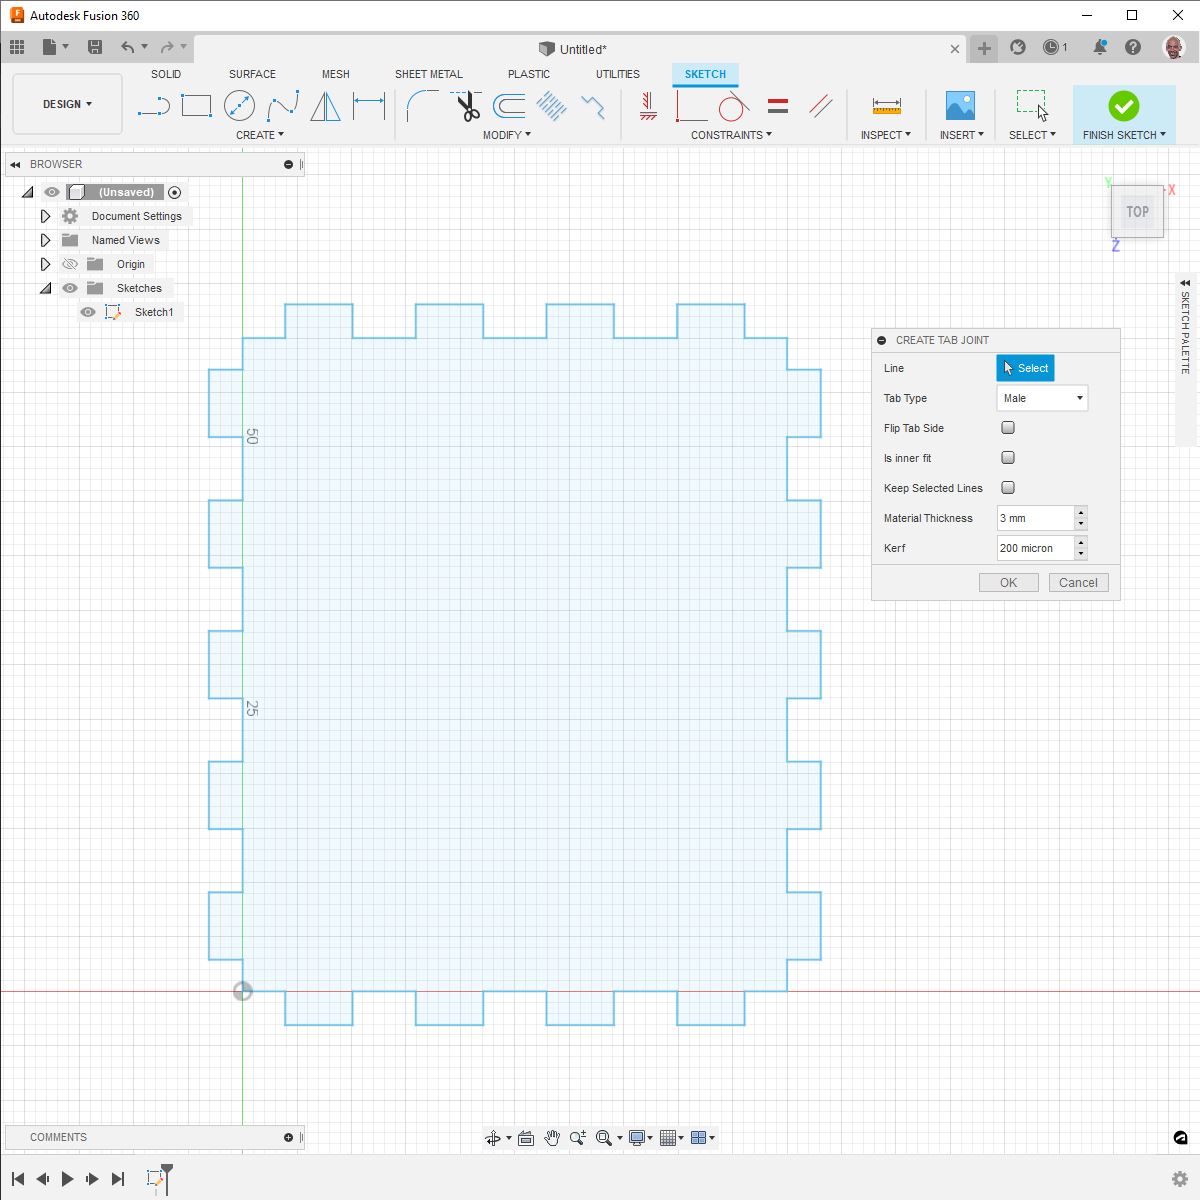 Autodesk Fusion 360
Untitled*
1
SOLID SURFACE MESH SHEET METAL PLASTIC UTILITIES SKETCH
DESIGN
CREATE MODIFY CONSTRAINTS INSPECT INSERT SELECT FINISH SKETCH
BROWSER
(Unsaved)
Document Settings
Named Views
Origin
Sketches
Sketch1
Y
X
TOP
Z
SKETCH PALETTE
CREATE TAB JOINT
Line Select
Tab Type Male
Flip Tab Side
Is inner fit
Keep Selected Lines
Material Thickness 3 mm
Kerf 200 micron
OK Cancel
50
25
COMMENTS